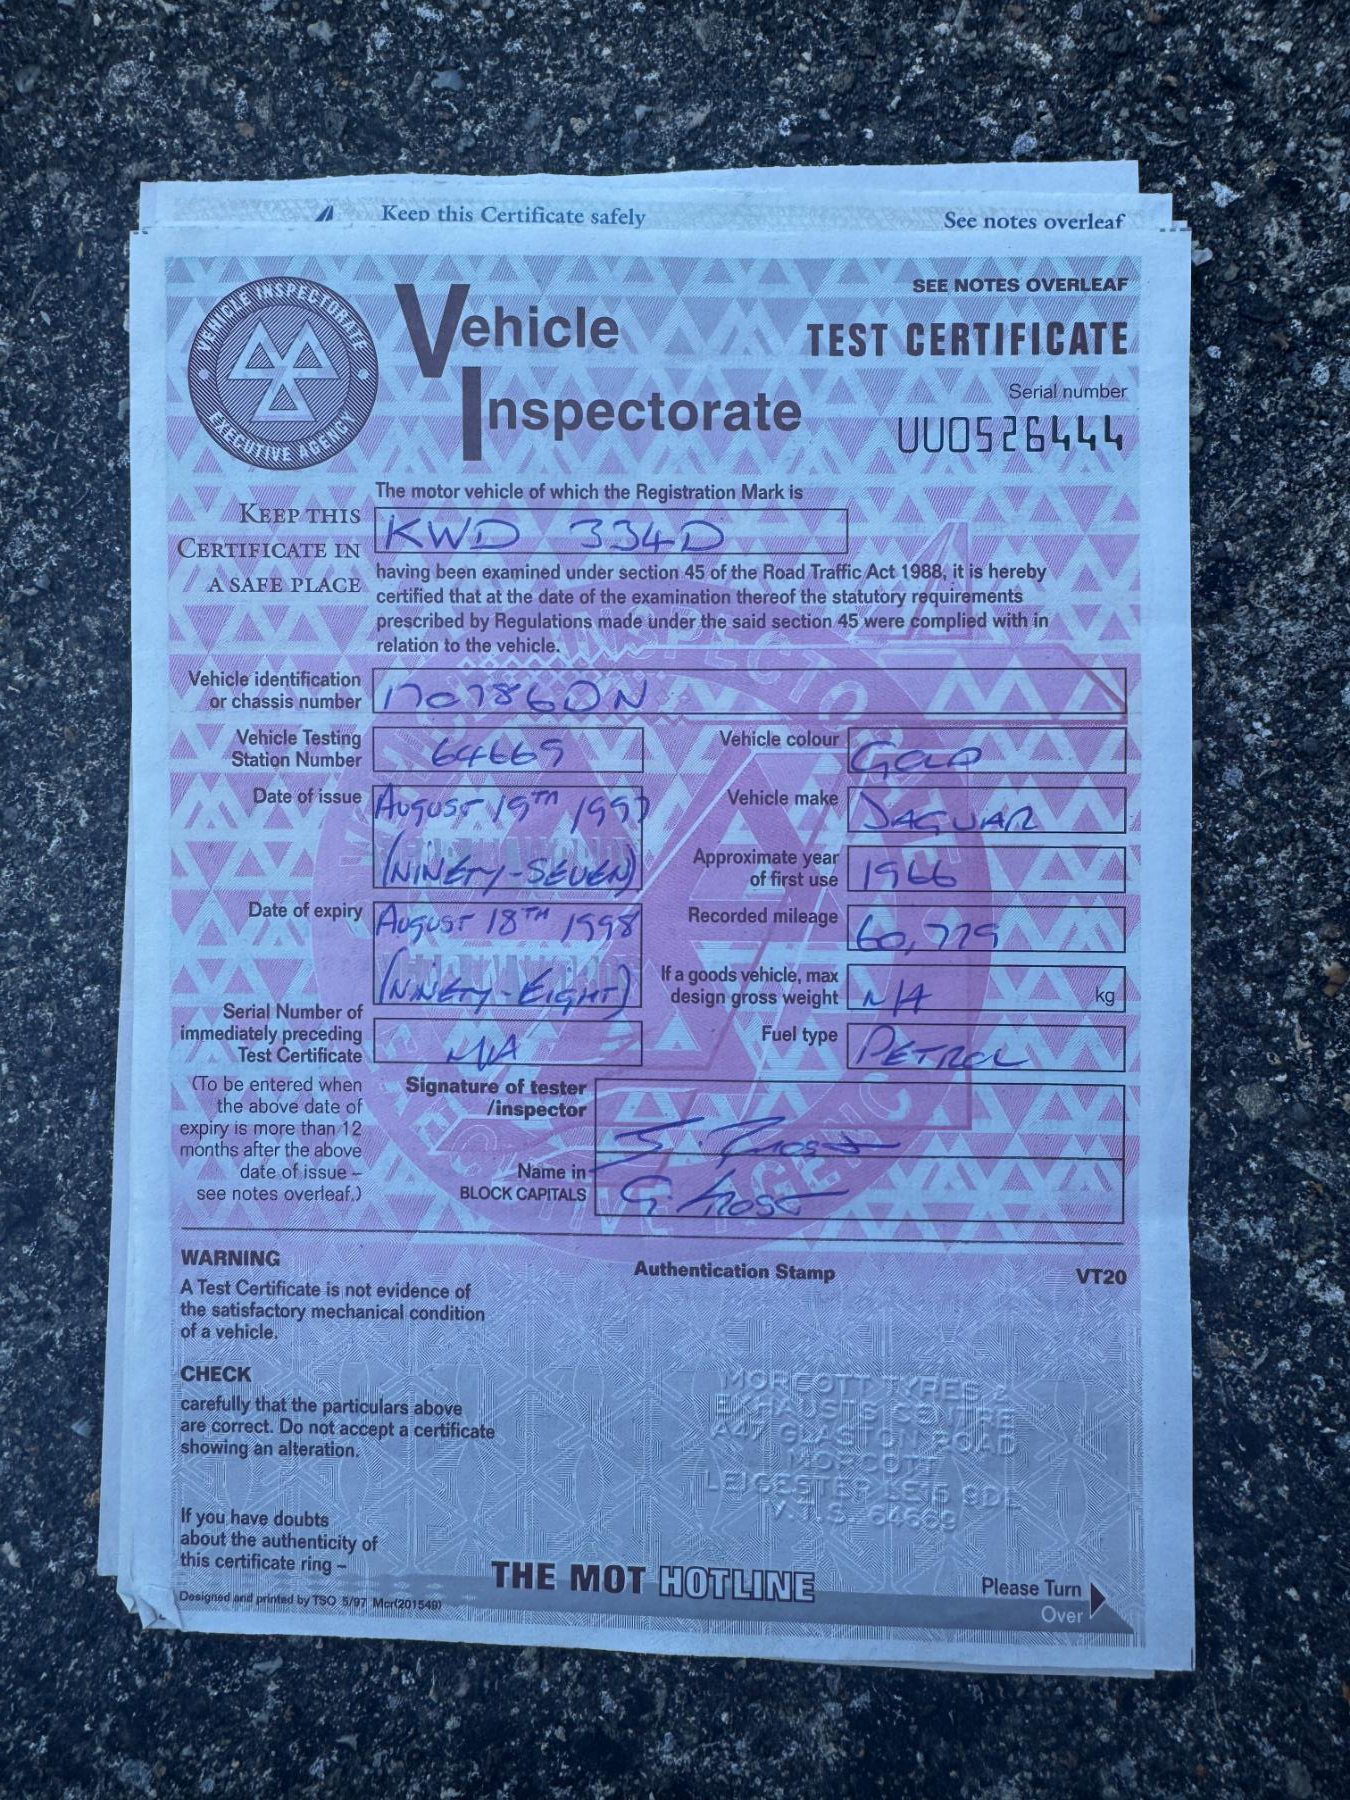 Keep this Certificate safely
See notes overleaf
VEHICLE INSPECTORATE
EXECUTIVE AGENCY
Vehicle
Inspectorate
SEE NOTES OVERLEAF
TEST CERTIFICATE
Serial number
UU0526444
KEEP THIS
CERTIFICATE IN
A SAFE PLACE
The motor vehicle of which the Registration Mark is
KWD 334D
having been examined under section 45 of the Road Traffic Act 1988, it is hereby
certified that at the date of the examination thereof the statutory requirements
prescribed by Regulations made under the said section 45 were complied with in
relation to the vehicle.
Vehicle identification
or chassis number
170786DN
Vehicle Testing
Station Number
64669
Vehicle colour
GOLD
Date of issue
AUGUST 19TH 1997
(NINETY-SEVEN)
Vehicle make
JAGUAR
Approximate year
of first use
1966
Date of expiry
AUGUST 18TH 1998
(NINETY-EIGHT)
Recorded mileage
60,729
If a goods vehicle, max
design gross weight
N/A
kg
Serial Number of
immediately preceding
Test Certificate
N/A
Fuel type
PETROL
(To be entered when
the above date of
expiry is more than 12
months after the above
date of issue –
see notes overleaf.)
Signature of tester
/inspector
Name in
BLOCK CAPITALS
G FROST
WARNING
A Test Certificate is not evidence of
the satisfactory mechanical condition
of a vehicle.
Authentication Stamp
VT20
CHECK
carefully that the particulars above
are correct. Do not accept a certificate
showing an alteration.
MORCOTT TYRES &
EXHAUSTS CENTRE
A47 GLASTON ROAD
MORCOTT
LEICESTER LE15 9DL
V.T.S. 64669
If you have doubts
about the authenticity of
this certificate ring –
THE MOT HOTLINE
Please Turn
Over
Designed and printed by TSO 5/97 Mcr(201549)